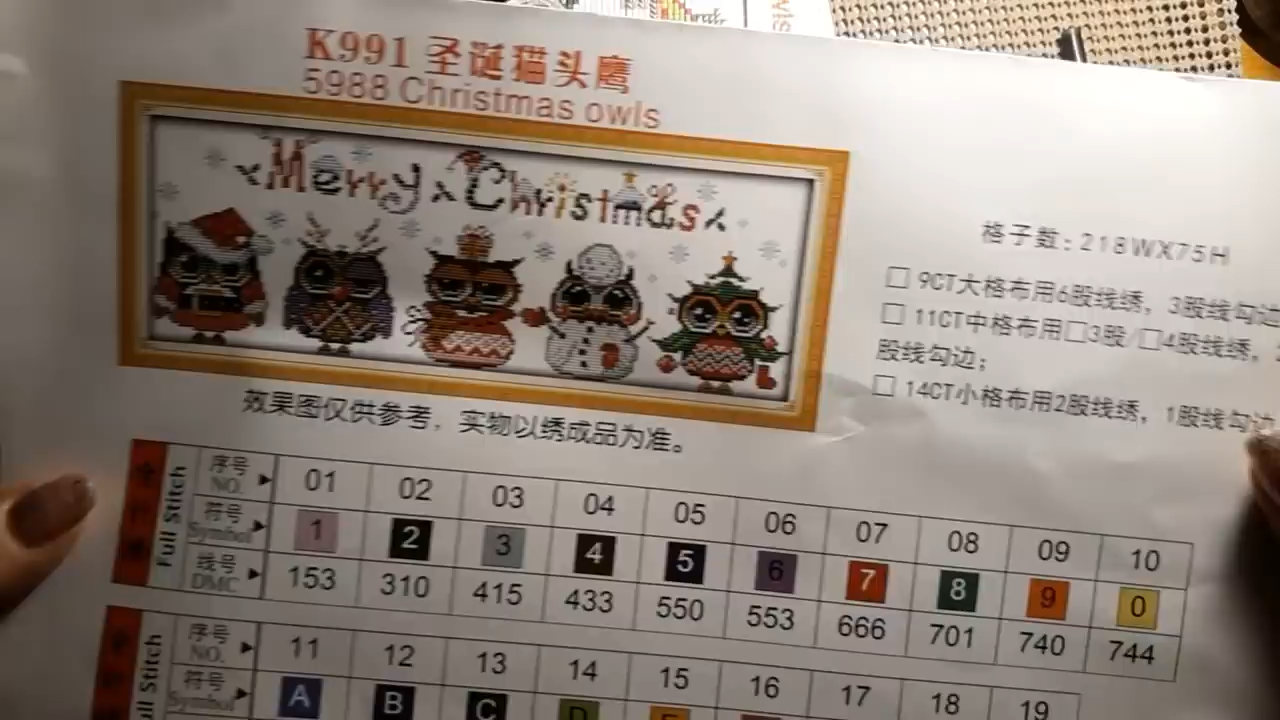 K991 圣诞猫头鹰
5988 Christmas owls
Merry Christmas
格子数: 218WX75H
□ 9CT大格布用6股线绣, 3股线勾边
□ 11CT中格布用□3股/□4股线绣,
股线勾边;
□ 14CT小格布用2股线绣, 1股线勾边
效果图仅供参考, 实物以绣成品为准。
Full Stitch
序号 NO. 01 02 03 04 05 06 07 08 09 10
符号 Symbol 1 2 3 4 5 6 7 8 9 0
线号 DMC 153 310 415 433 550 553 666 701 740 744
Stitch
序号 NO. 11 12 13 14 15 16 17 18 19
符号 Symbol A B C D E